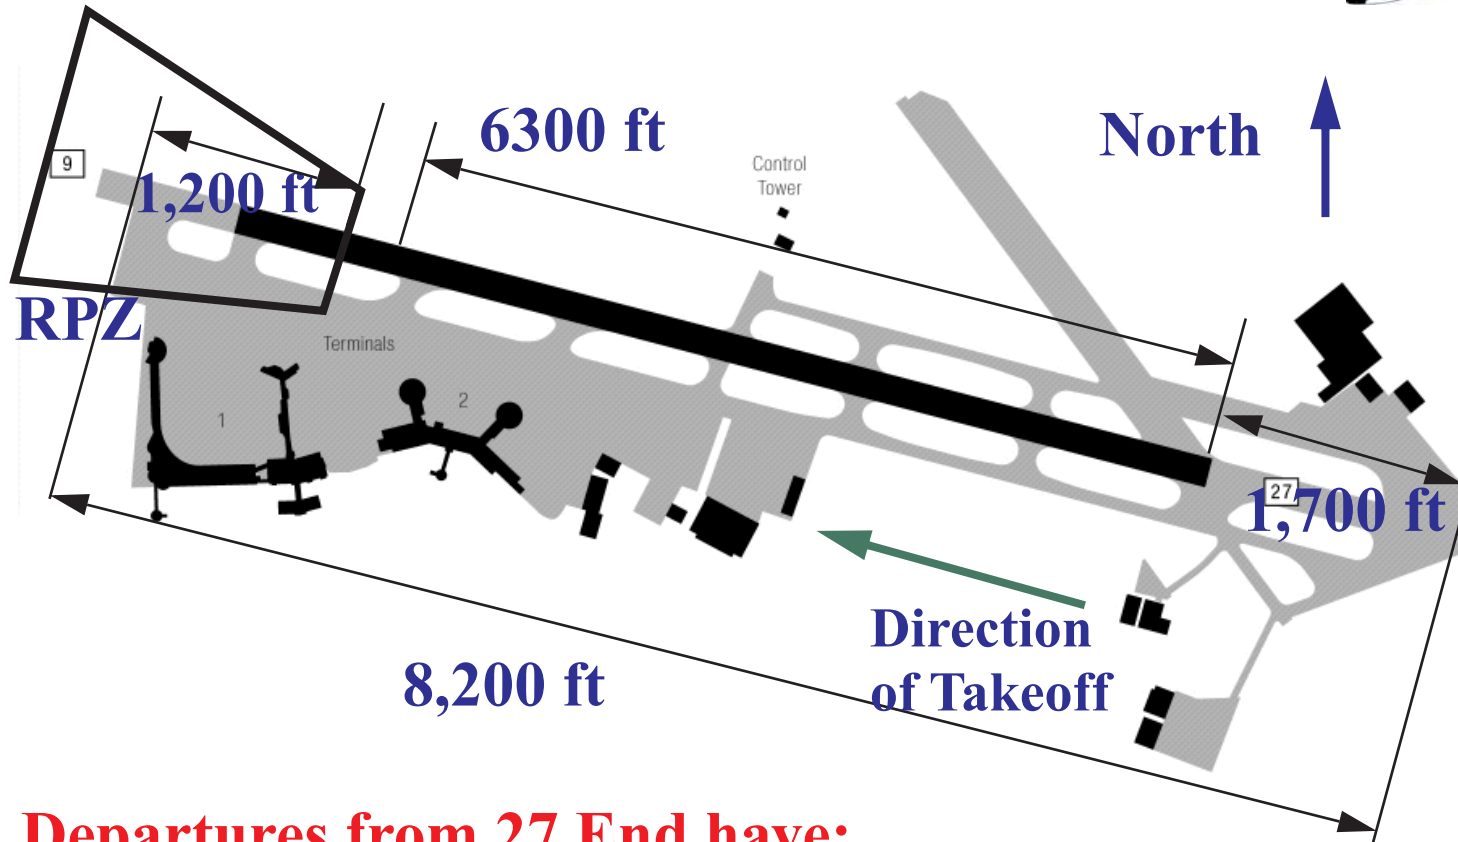 6300 ft
North
Control
Tower
9
1,200 ft
RPZ
Terminals
1
2
27
1,700 ft
Direction
of Takeoff
8,200 ft
Departures from 27 End have: